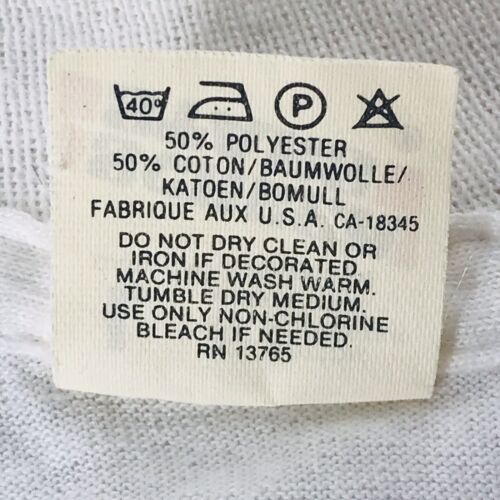 40° P
50% POLYESTER
50% COTON/BAUMWOLLE/
KATOEN/BOMULL
FABRIQUE AUX U.S.A. CA-18345
DO NOT DRY CLEAN OR
IRON IF DECORATED.
MACHINE WASH WARM.
TUMBLE DRY MEDIUM.
USE ONLY NON-CHLORINE
BLEACH IF NEEDED.
RN 13765